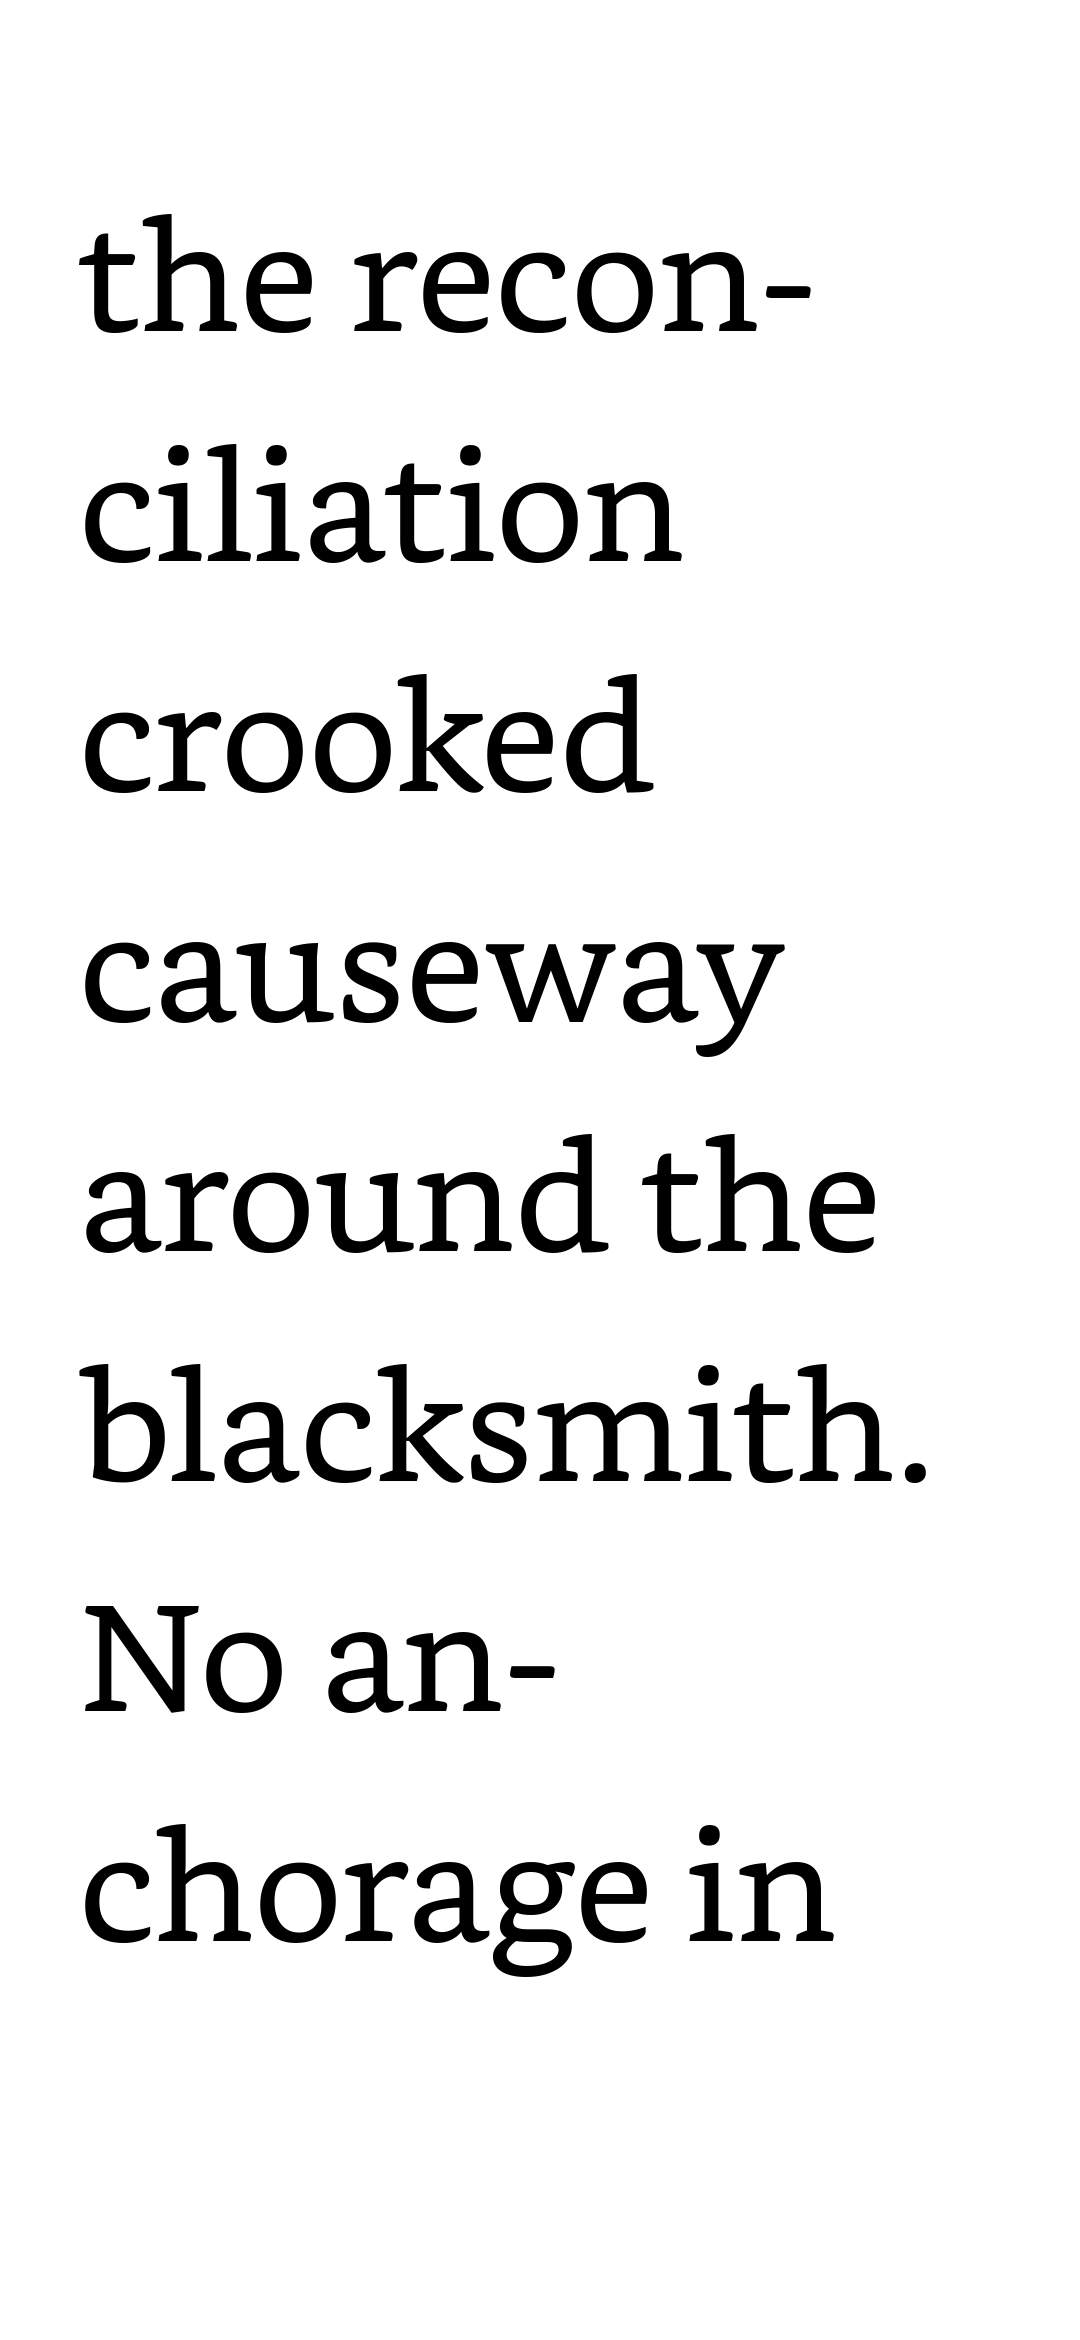 the recon-
ciliation
crooked
causeway
around the
blacksmith.
No an-
chorage in